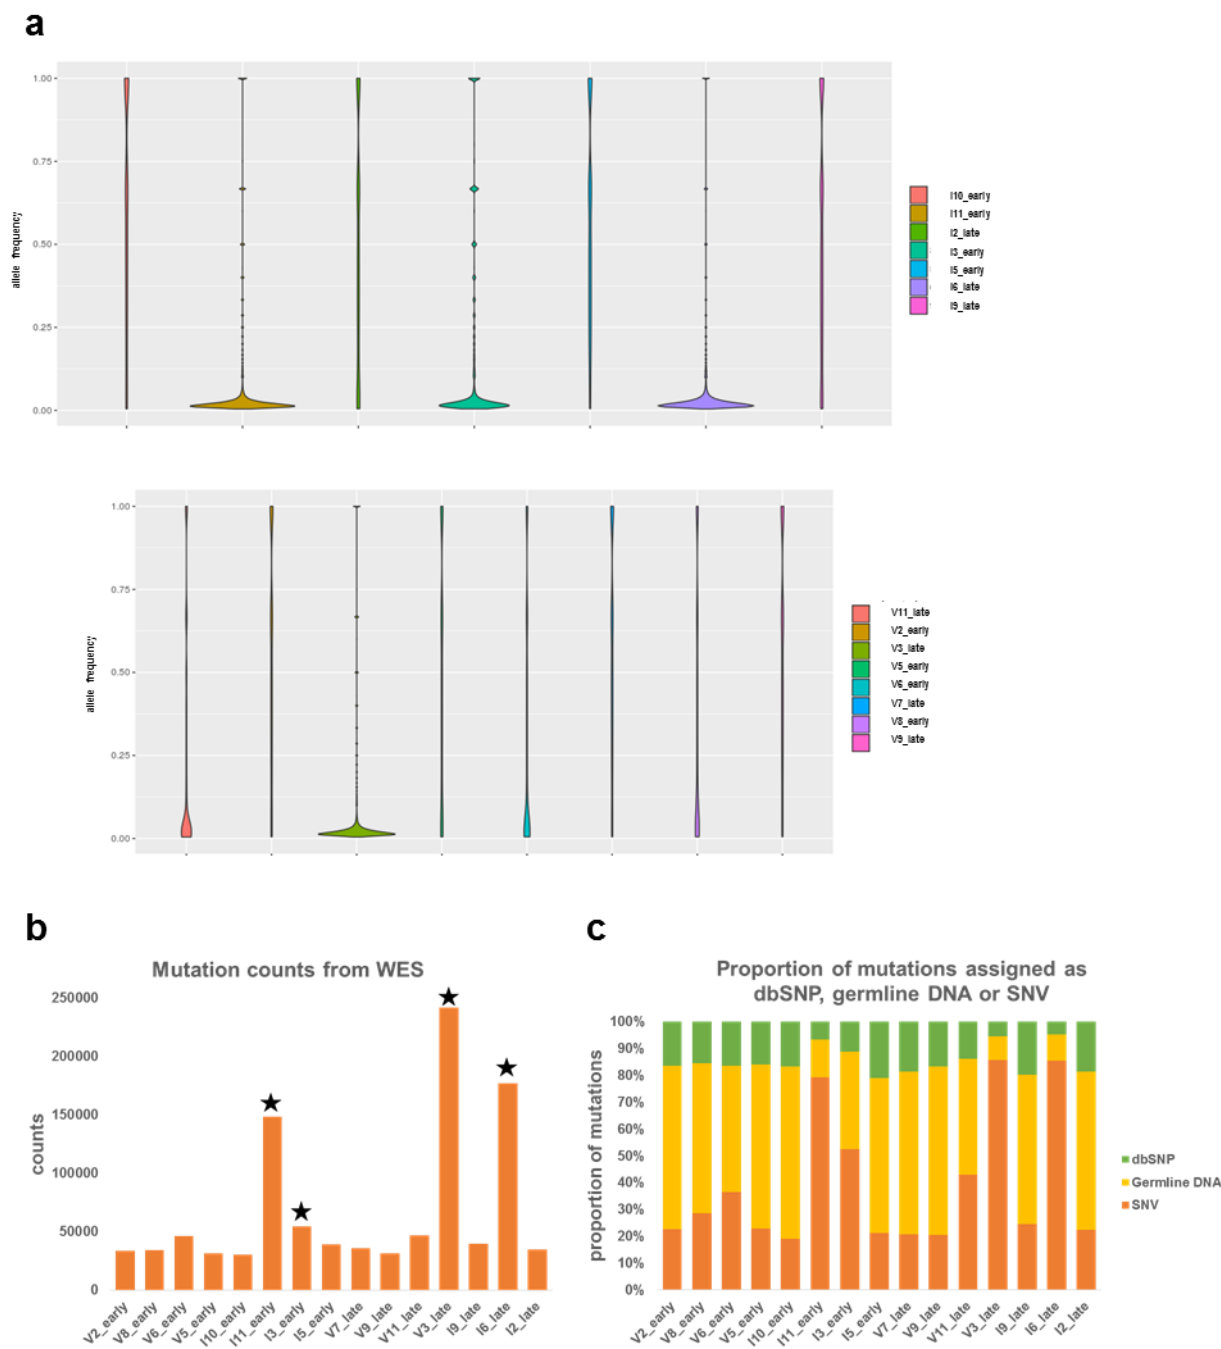 a
1.00
0.75
0.50
0.25
0.00
allele frequency
I10_early
I11_early
I2_late
I3_early
I5_early
I6_late
I9_late
1.00
0.75
0.50
0.25
0.00
allele frequency
V11_late
V2_early
V3_late
V5_early
V6_early
V7_late
V8_early
V9_late
b
Mutation counts from WES
250000
200000
150000
100000
50000
0
counts
V2_early
V8_early
V6_early
V5_early
I10_early
I11_early
I3_early
I5_early
V7_late
V9_late
V11_late
V3_late
I9_late
I6_late
I2_late
c
Proportion of mutations assigned as
dbSNP, germline DNA or SNV
100%
90%
80%
70%
60%
50%
40%
30%
20%
10%
0%
proportion of mutations
V2_early
V8_early
V6_early
V5_early
I10_early
I11_early
I3_early
I5_early
V7_late
V9_late
V11_late
V3_late
I9_late
I6_late
I2_late
dbSNP
Germline DNA
SNV